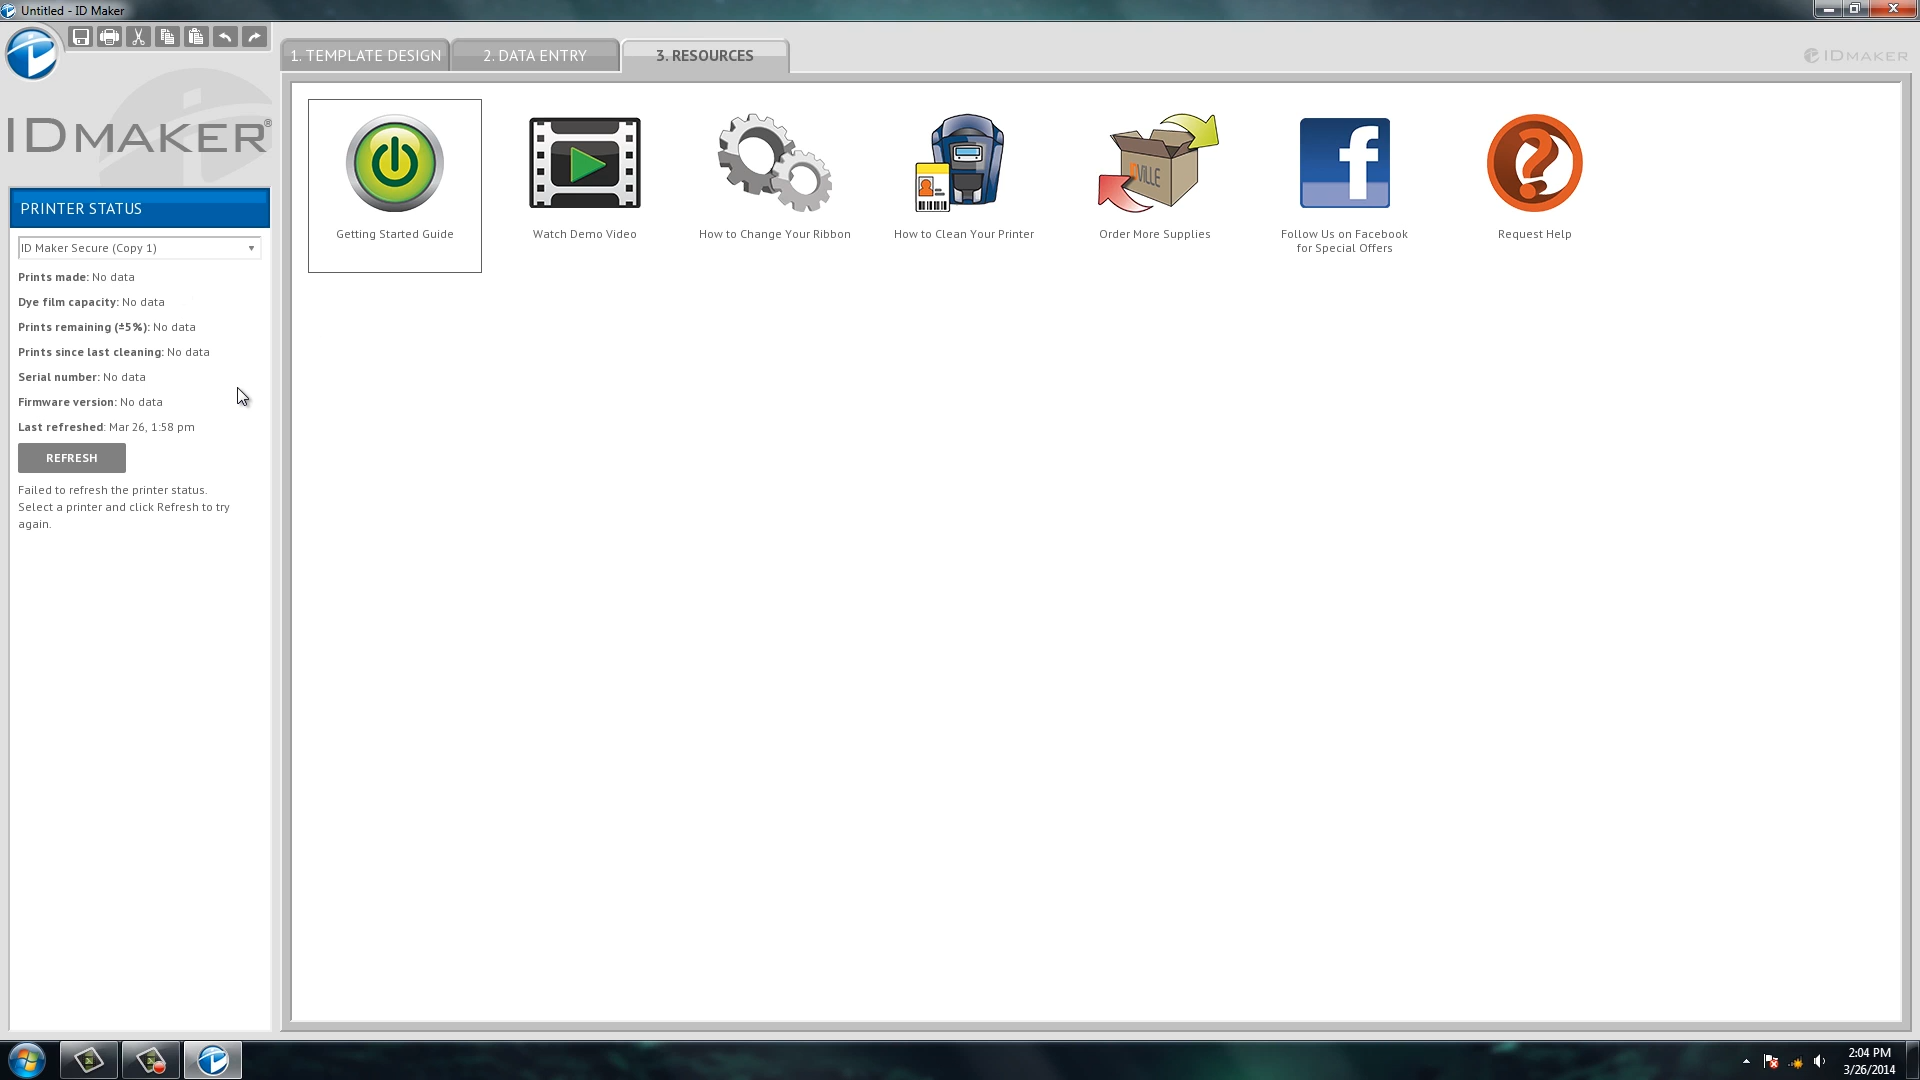 Untitled - ID Maker
1. TEMPLATE DESIGN
2. DATA ENTRY
3. RESOURCES
IDMAKER
IDMAKER®
PRINTER STATUS
ID Maker Secure (Copy 1)
Prints made: No data
Dye film capacity: No data
Prints remaining (±5%): No data
Prints since last cleaning: No data
Serial number: No data
Firmware version: No data
Last refreshed: Mar 26, 1:58 pm
REFRESH
Failed to refresh the printer status.
Select a printer and click Refresh to try
again.
Getting Started Guide
Watch Demo Video
How to Change Your Ribbon
How to Clean Your Printer
VILLE
Order More Supplies
f
Follow Us on Facebook
for Special Offers
?
Request Help
2:04 PM
3/26/2014